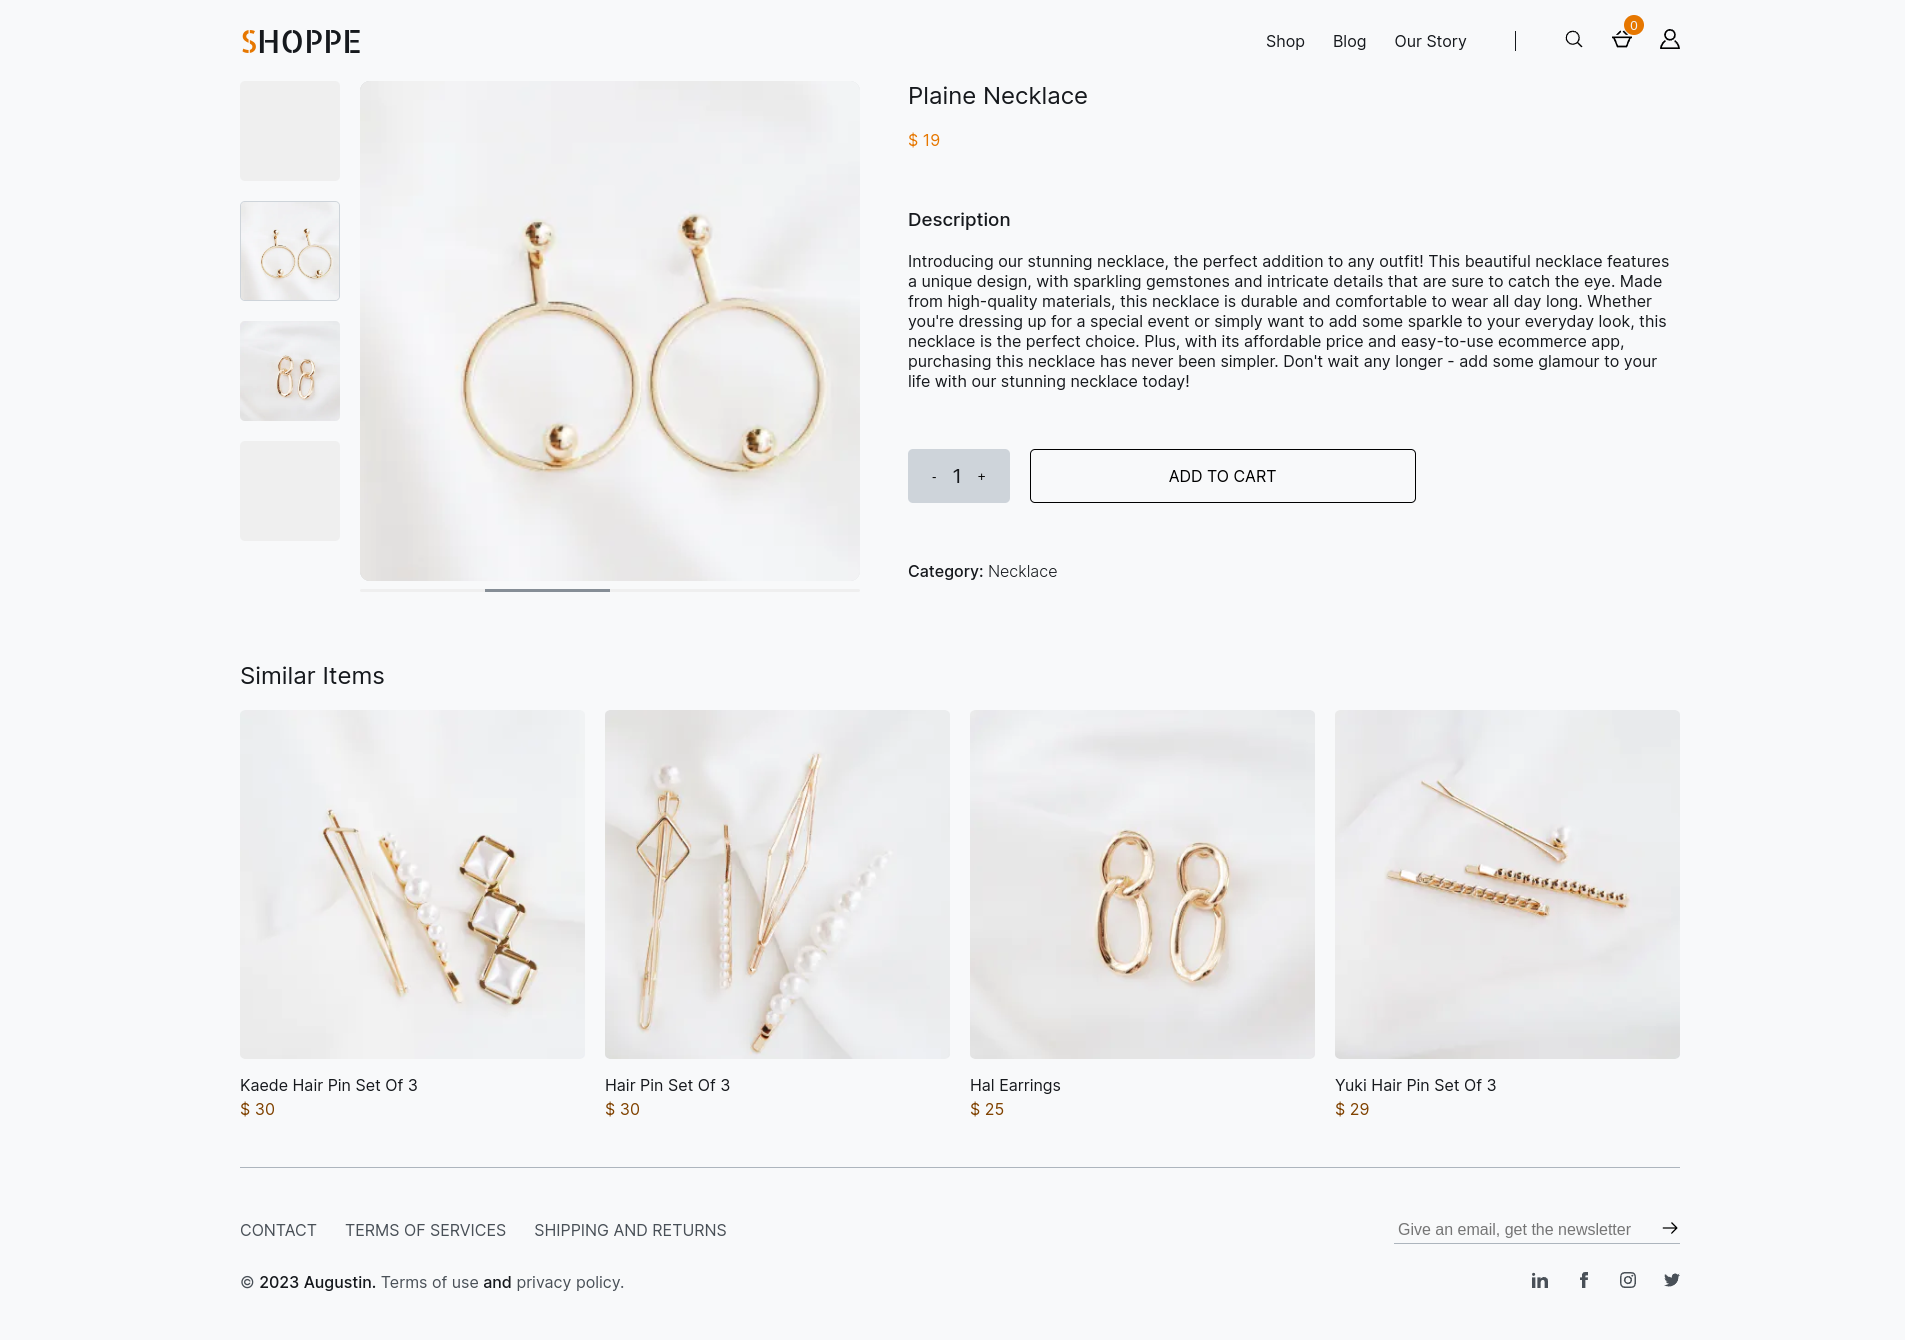 SHOPPE
Shop
Blog
Our Story
0
Plaine Necklace
$ 19
Description
Introducing our stunning necklace, the perfect addition to any outfit! This beautiful necklace features
a unique design, with sparkling gemstones and intricate details that are sure to catch the eye. Made
from high-quality materials, this necklace is durable and comfortable to wear all day long. Whether
you're dressing up for a special event or simply want to add some sparkle to your everyday look, this
necklace is the perfect choice. Plus, with its affordable price and easy-to-use ecommerce app,
purchasing this necklace has never been simpler. Don't wait any longer - add some glamour to your
life with our stunning necklace today!
- 1 +
ADD TO CART
Category: Necklace
Similar Items
Kaede Hair Pin Set Of 3
$ 30
Hair Pin Set Of 3
$ 30
Hal Earrings
$ 25
Yuki Hair Pin Set Of 3
$ 29
CONTACT
TERMS OF SERVICES
SHIPPING AND RETURNS
Give an email, get the newsletter
© 2023 Augustin. Terms of use and privacy policy.